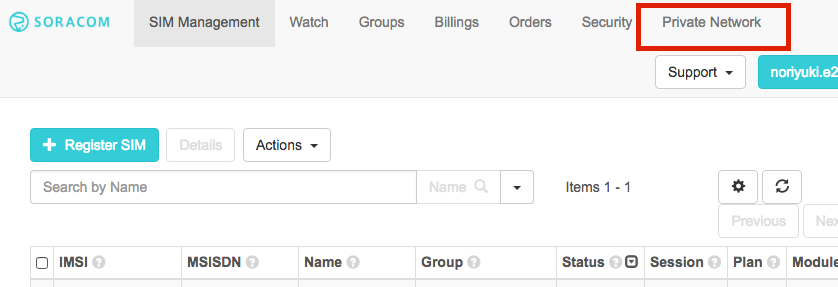 SORACOM SIM Management Watch Groups Billings Orders Security Private Network
Support noriyuki.e2
+ Register SIM Details Actions
Search by Name Name Items 1 - 1
Previous Nex
IMSI ? MSISDN ? Name ? Group ? Status ? Session ? Plan ? Module